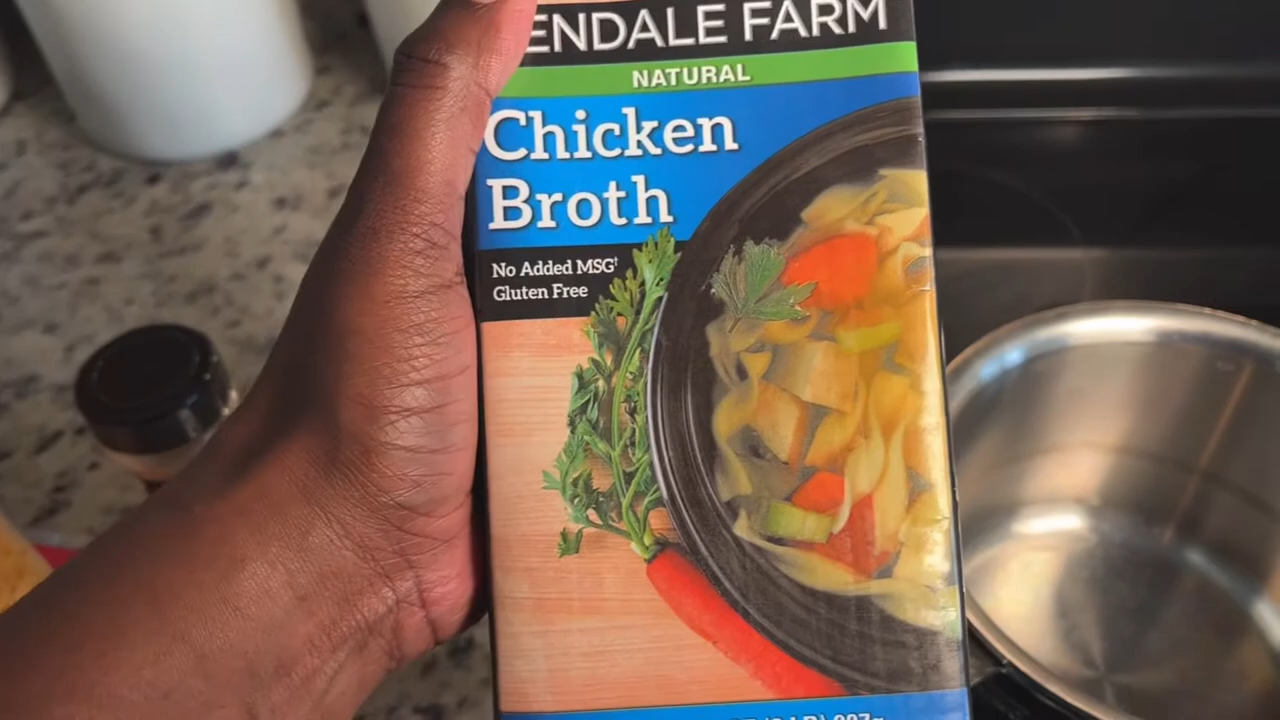 ENDALE FARM
NATURAL
Chicken
Broth
No Added MSG†
Gluten Free